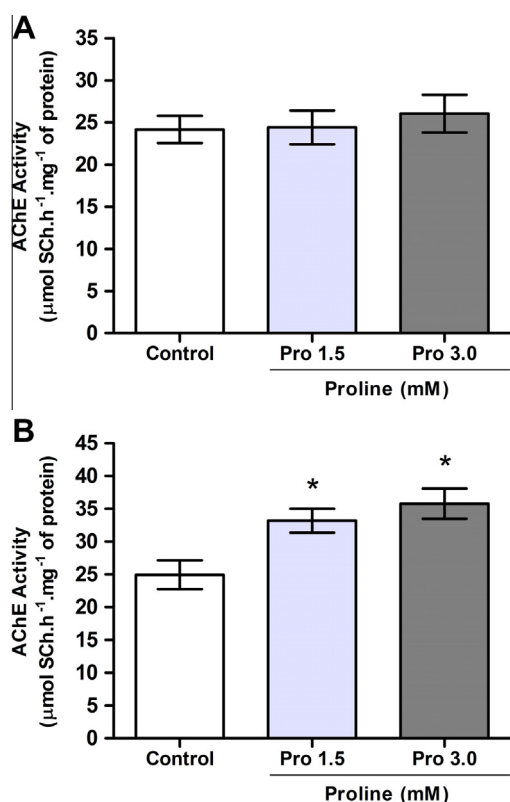 A
AChE Activity
(μmol SCh.h⁻¹.mg⁻¹ of protein)
35
30
25
20
15
10
5
0
Control
Pro 1.5
Pro 3.0
Proline (mM)
B
AChE Activity
(μmol SCh.h⁻¹.mg⁻¹ of protein)
45
40
35
30
25
20
15
10
5
0
*
*
Control
Pro 1.5
Pro 3.0
Proline (mM)